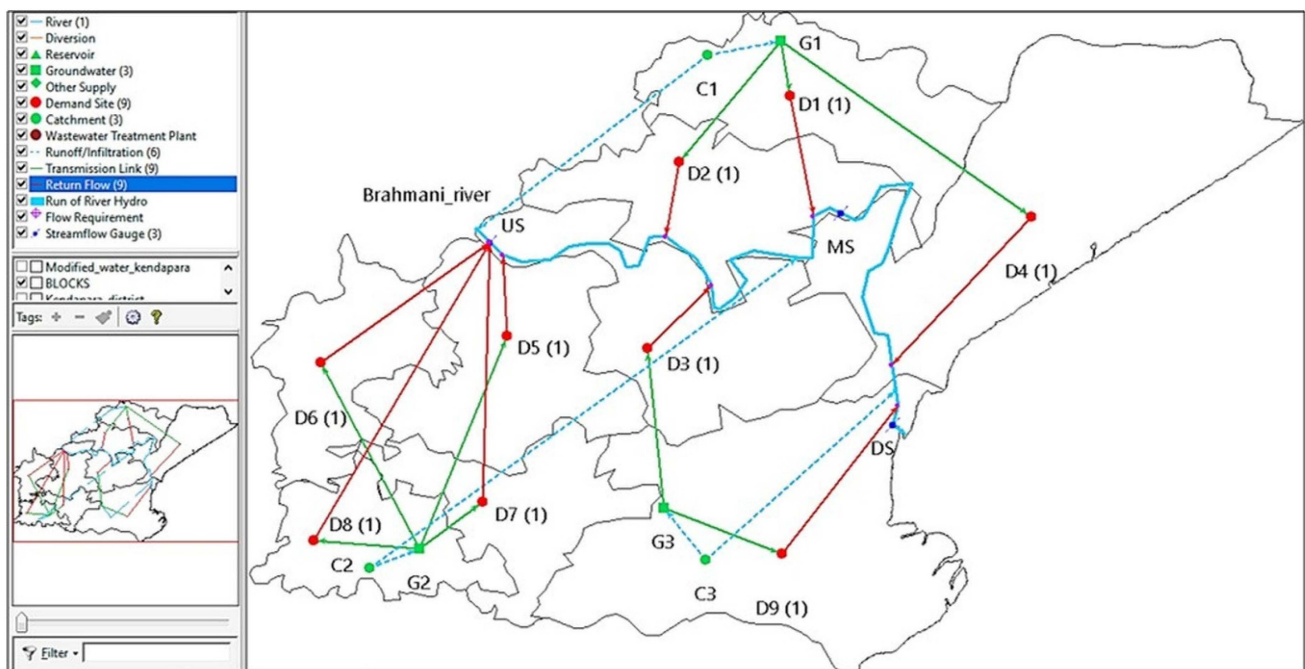 River (1)
Diversion
Reservoir
Groundwater (3)
Other Supply
Demand Site (9)
Catchment (3)
Wastewater Treatment Plant
Runoff/Infiltration (6)
Transmission Link (9)
Return Flow (9)
Run of River Hydro
Flow Requirement
Streamflow Gauge (3)
Modified_water_kendapara
BLOCKS
Kendapara_district
Tags:
Filter
G1
C1
D1 (1)
D2 (1)
Brahmani_river
US
MS
D4 (1)
D5 (1)
D3 (1)
D6 (1)
DS
D7 (1)
D8 (1)
G3
C2
G2
C3
D9 (1)